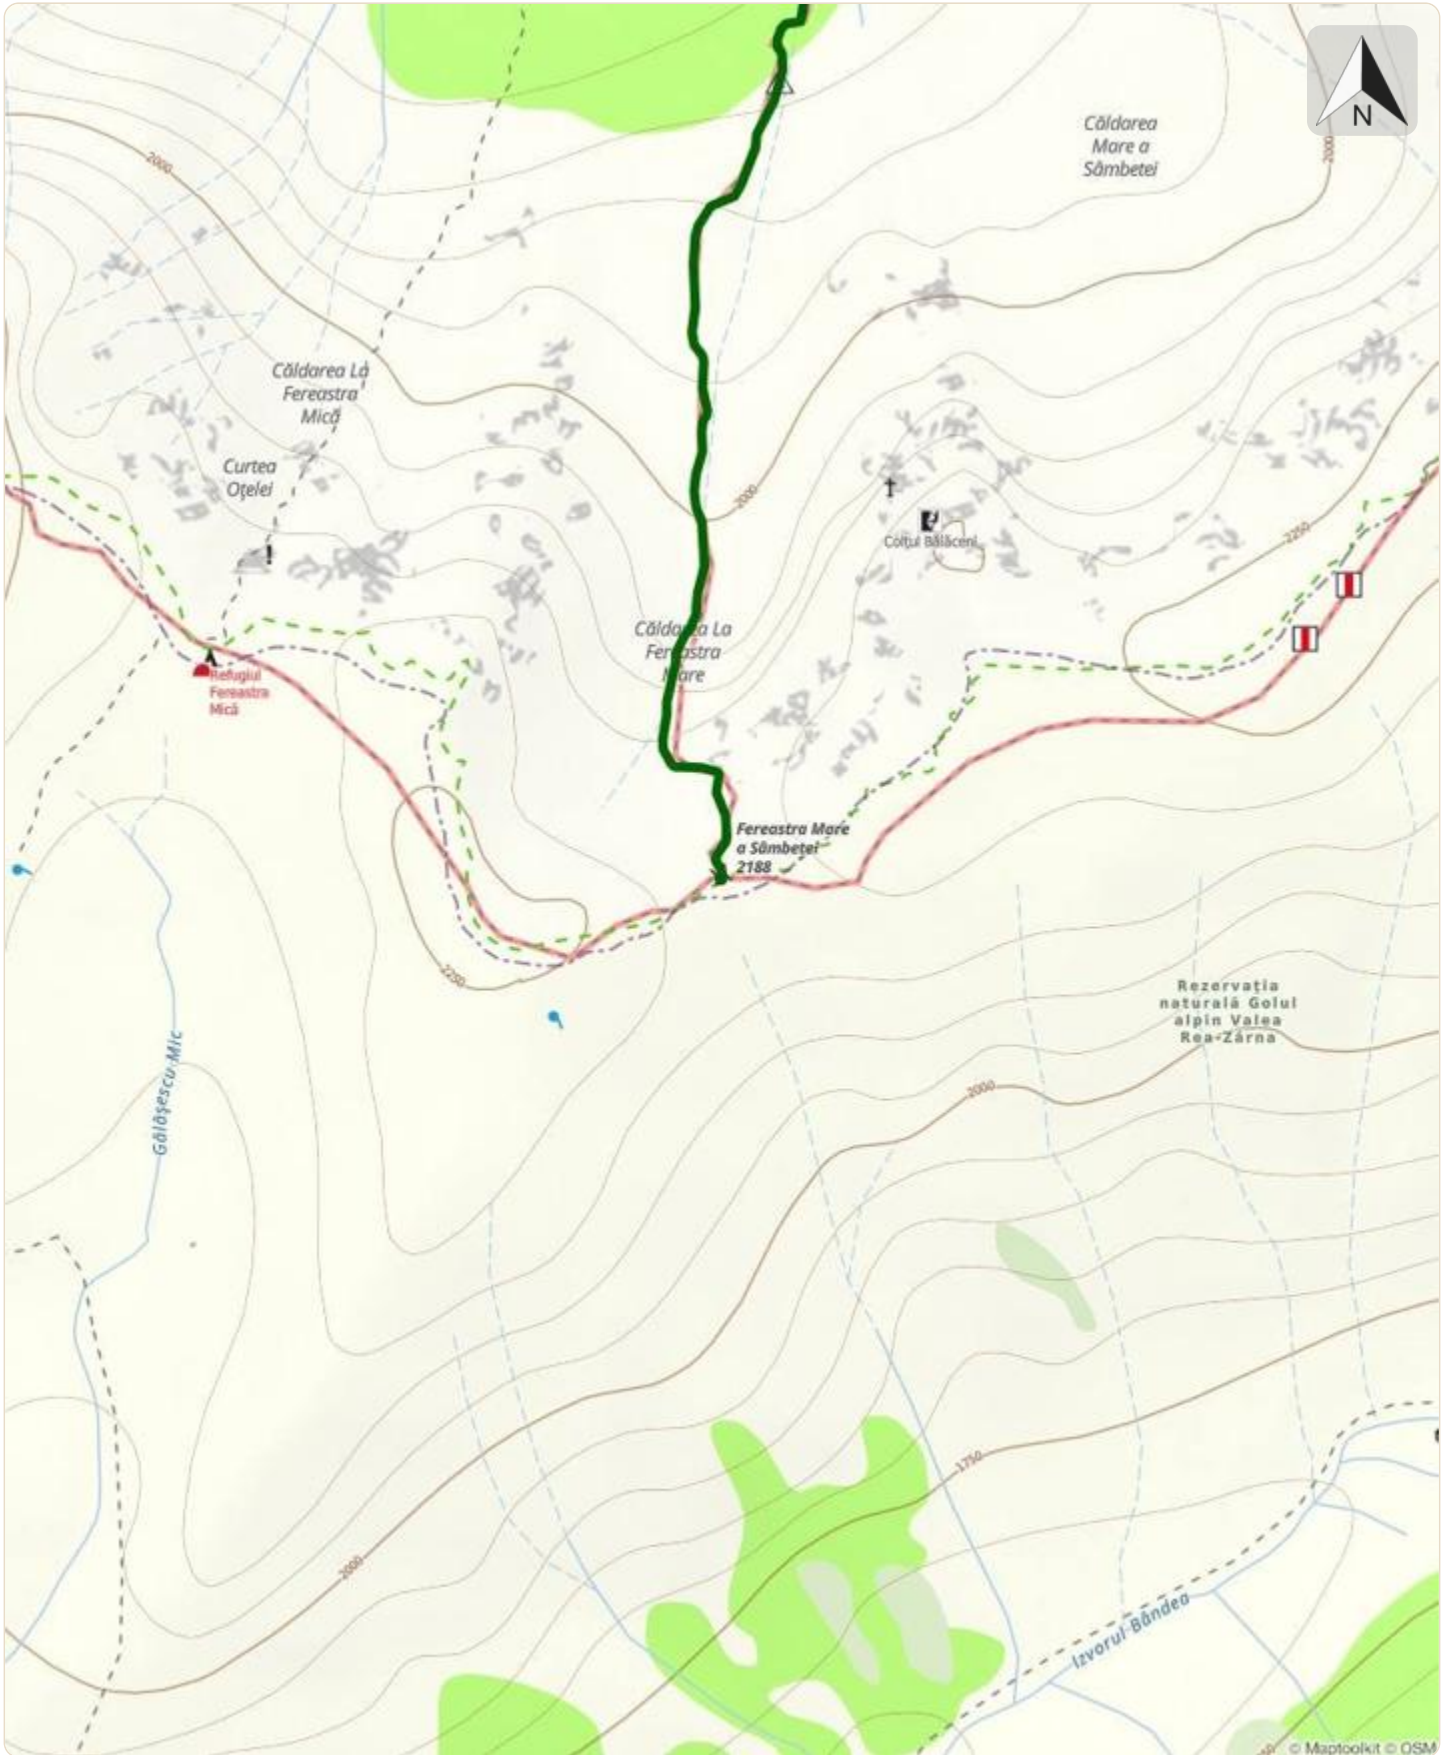 N
Căldarea
Mare a
Sâmbetei
2000
2000
Căldarea La
Fereastra
Mică
Curtea
Oțelei
2000
Colțul Bălăceni
2250
Căldarea La
Fereastra
Mare
Refugiul
Fereastra
Mică
Fereastra Mare
a Sâmbetei
2188
2250
Rezervația
naturală Golul
alpin Valea
Rea-Zârna
Gălășescu Mic
2000
1750
2000
Izvorul Bândea
© Maptoolkit © OSM